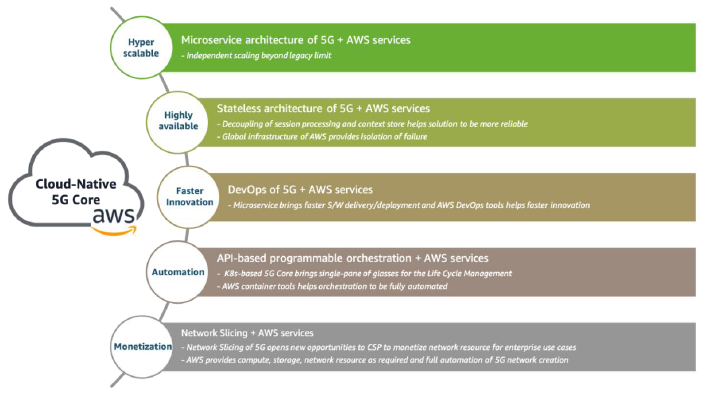 Hyper
scalable
Microservice architecture of 5G + AWS services
- Independent scaling beyond legacy limit
Highly
available
Stateless architecture of 5G + AWS services
- Decoupling of session processing and context store helps solution to be more reliable
- Global infrastructure of AWS provides Isolation of failure
Cloud-Native
5G Core
aws
Faster
Innovation
DevOps of 5G + AWS services
- Microservice brings faster S/W delivery/deployment and AWS DevOps tools helps faster innovation
Automation
API-based programmable orchestration + AWS services
- K8s-based 5G Core brings single-pane of glasses for the Life Cycle Management
- AWS container tools helps orchestration to be fully automated
Monetization
Network Slicing + AWS services
- Network Slicing of 5G opens new opportunities to CSP to monetize network resource for enterprise use cases
- AWS provides compute, storage, network resource as required and full automation of 5G network creation